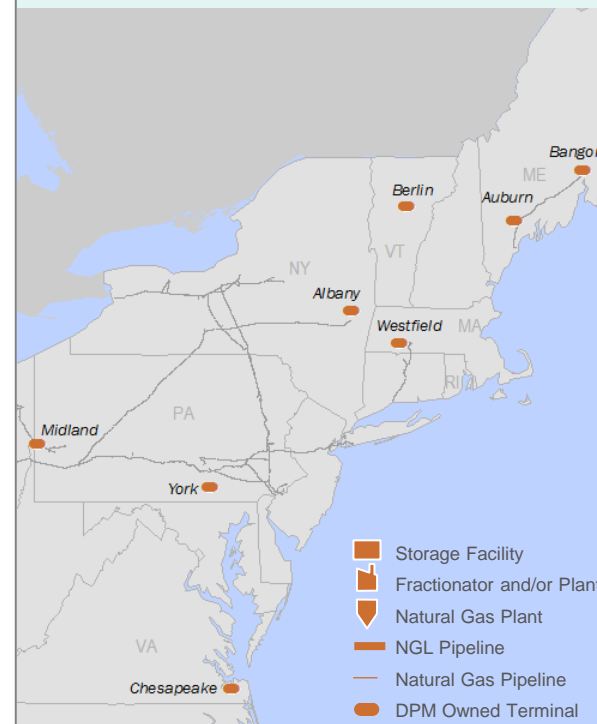 Bangor
ME
Berlin
Auburn
VT
NY
Albany
Westfield
MA
RI
Midland
PA
York
VA
Chesapeake
Storage Facility
Fractionator and/or Plant
Natural Gas Plant
NGL Pipeline
Natural Gas Pipeline
DPM Owned Terminal